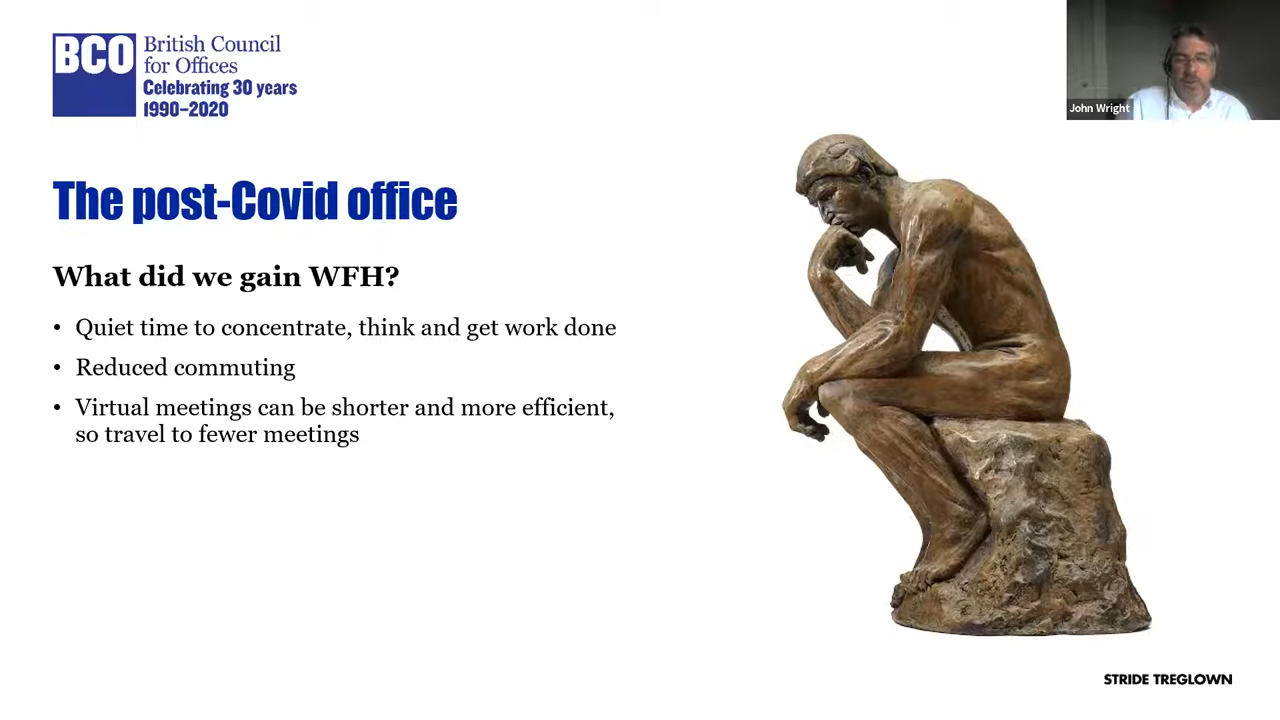 BCO
British Council
for Offices
Celebrating 30 years
1990–2020
John Wright
The post-Covid office
What did we gain WFH?
• Quiet time to concentrate, think and get work done
• Reduced commuting
• Virtual meetings can be shorter and more efficient,
so travel to fewer meetings
STRIDE TREGLOWN